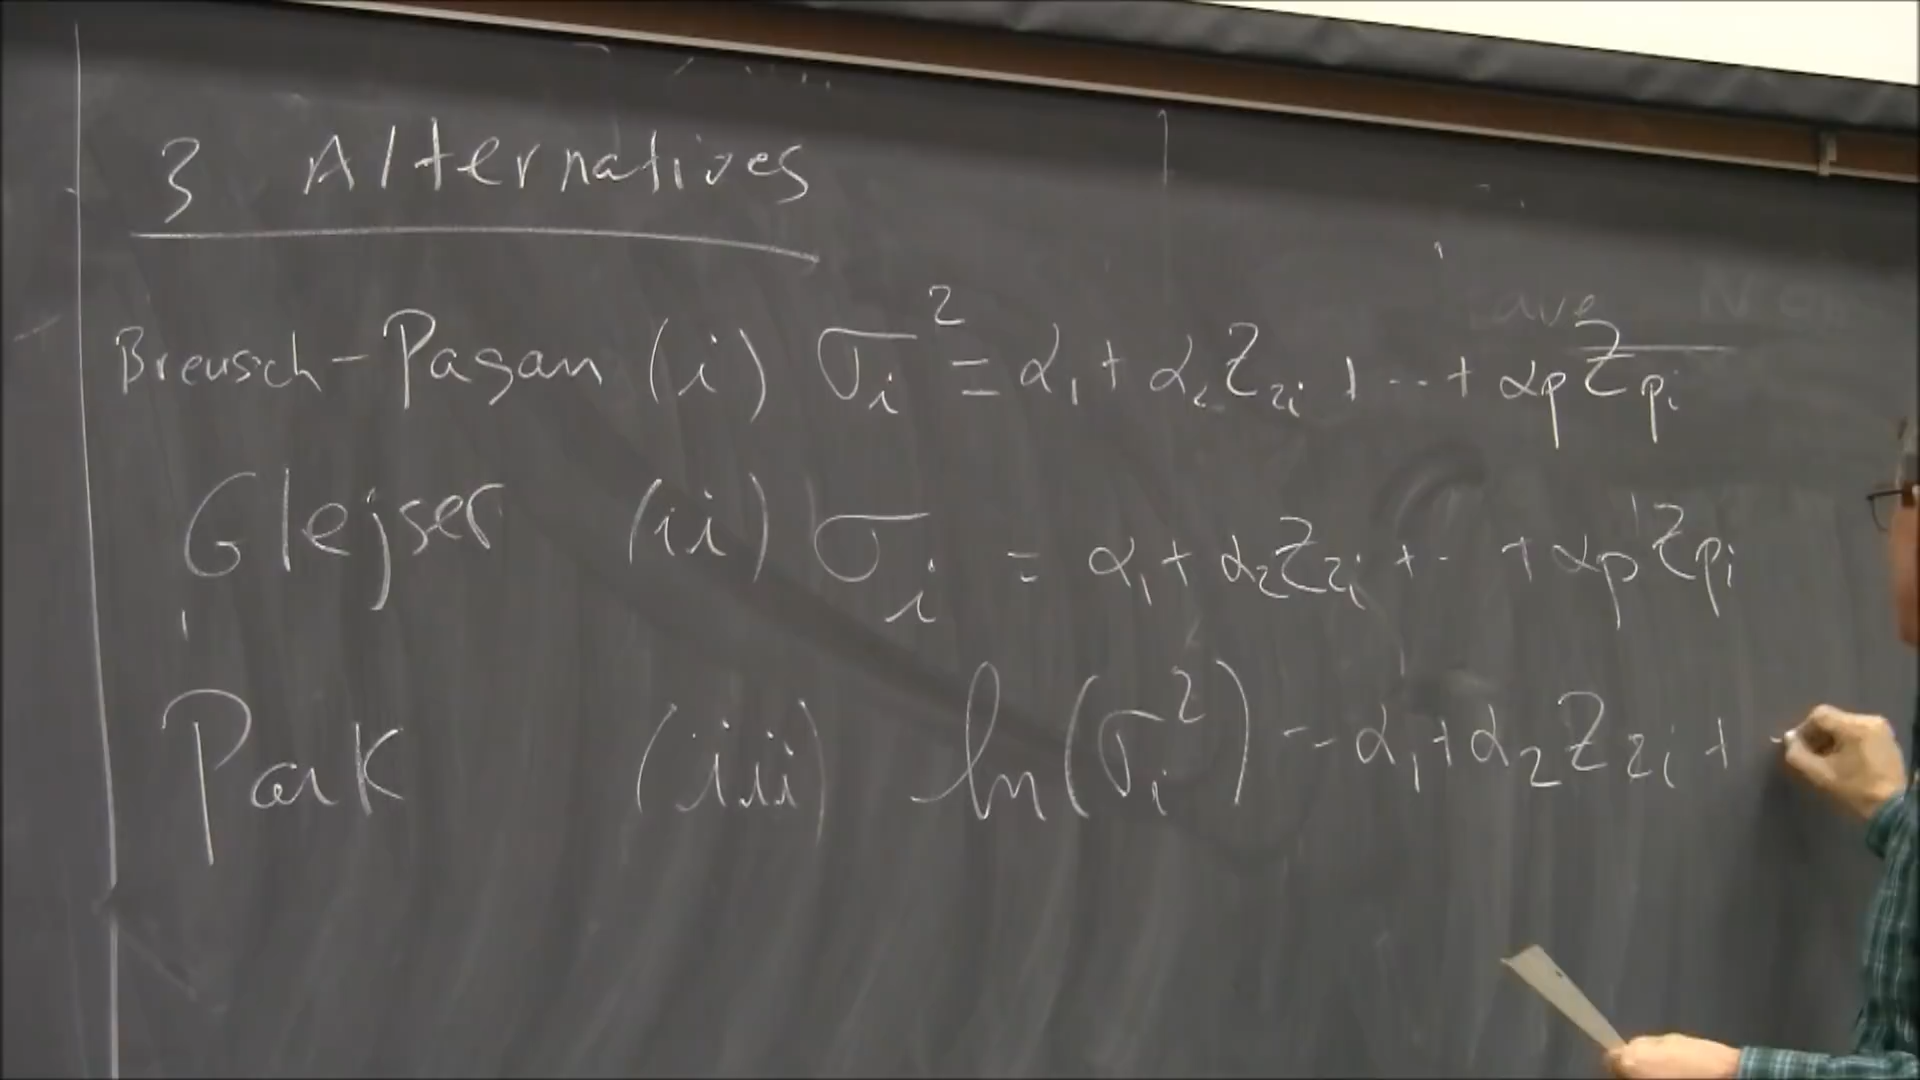 3 Alternatives
Breusch-Pagan (i) σᵢ² = α₁ + α₂Z₂ᵢ + ... + αₚZₚᵢ
Glejser (ii) σᵢ = α₁ + α₂Z₂ᵢ + .. + αₚZₚᵢ
Park (iii) ln(σᵢ²) = α₁ + α₂Z₂ᵢ +